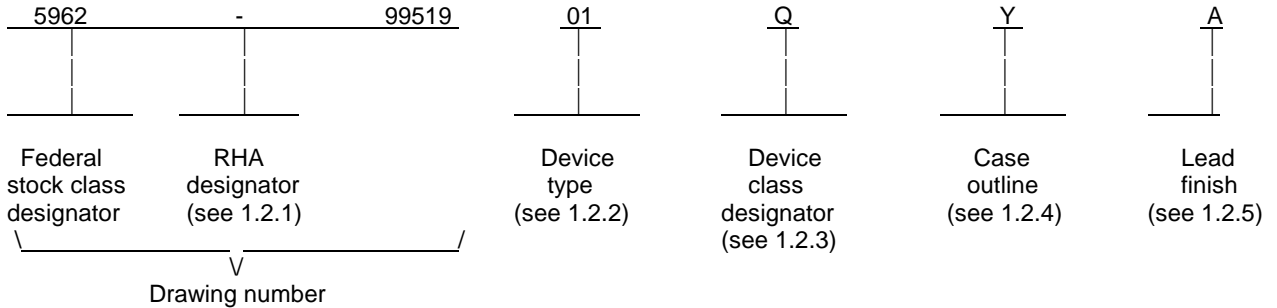 5962 - 99519 01 Q Y A
Federal RHA Device Device Case Lead
stock class designator type class outline finish
designator (see 1.2.1) (see 1.2.2) designator (see 1.2.4) (see 1.2.5)
(see 1.2.3)
Drawing number